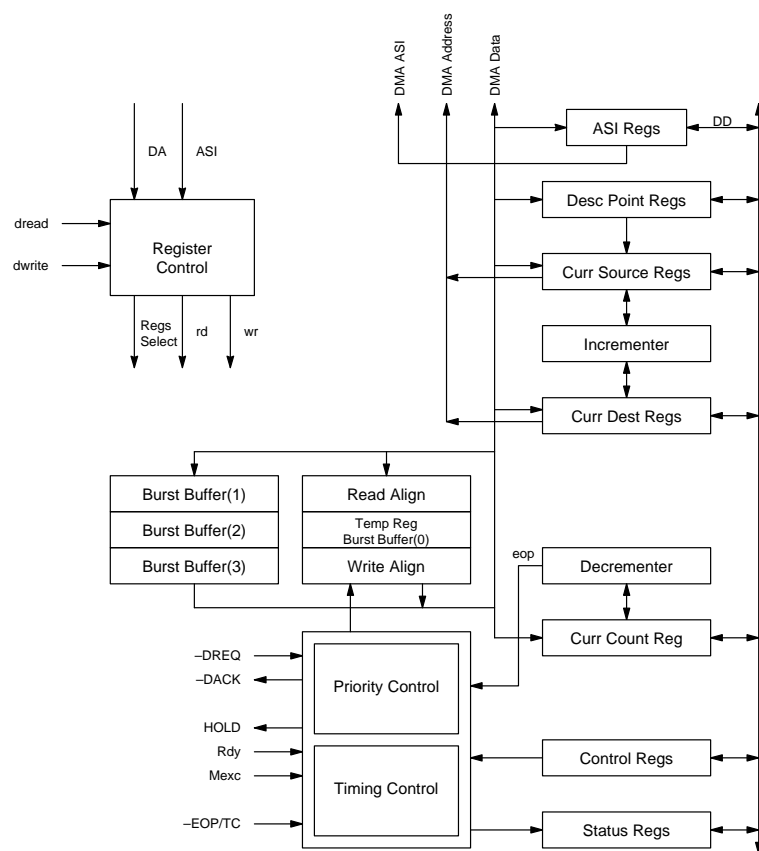 DMA ASI
DMA Address
DMA Data
ASI Regs
DD
DA
ASI
Desc Point Regs
dread
Register
Control
dwrite
Curr Source Regs
Regs
Select
rd
wr
Incrementer
Curr Dest Regs
Burst Buffer(1)
Read Align
Burst Buffer(2)
Temp Reg
Burst Buffer(0)
Burst Buffer(3)
Write Align
eop
Decrementer
Curr Count Reg
–DREQ
–DACK
Priority Control
HOLD
Rdy
Control Regs
Mexc
Timing Control
–EOP/TC
Status Regs